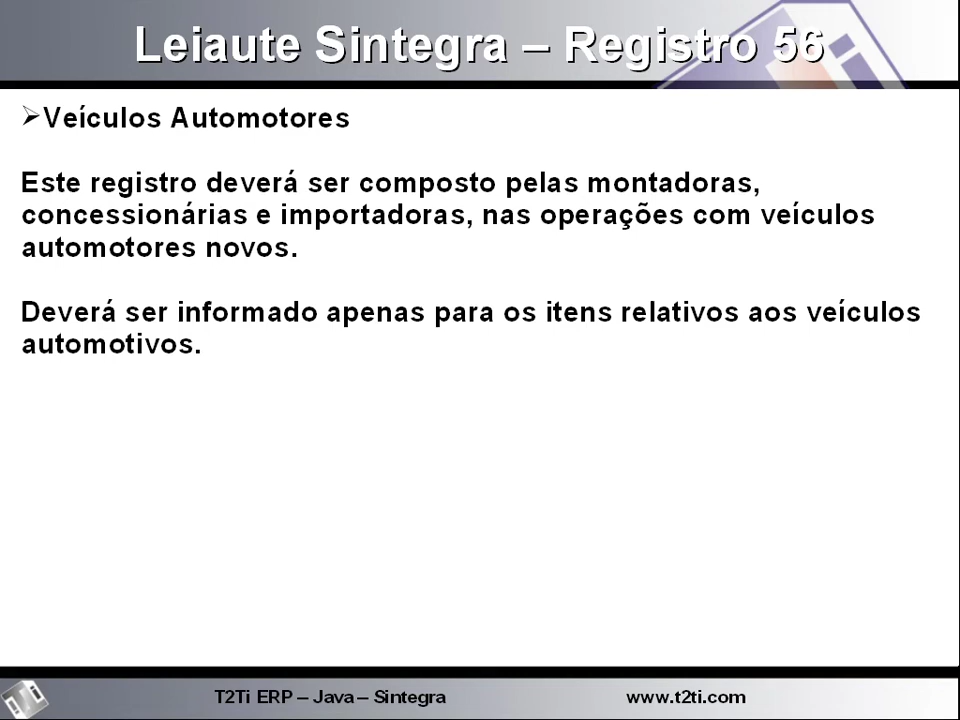 Leiaute Sintegra – Registro 56
➢Veículos Automotores
Este registro deverá ser composto pelas montadoras,
concessionárias e importadoras, nas operações com veículos
automotores novos.
Deverá ser informado apenas para os itens relativos aos veículos
automotivos.
T2Ti ERP – Java – Sintegra
www.t2ti.com